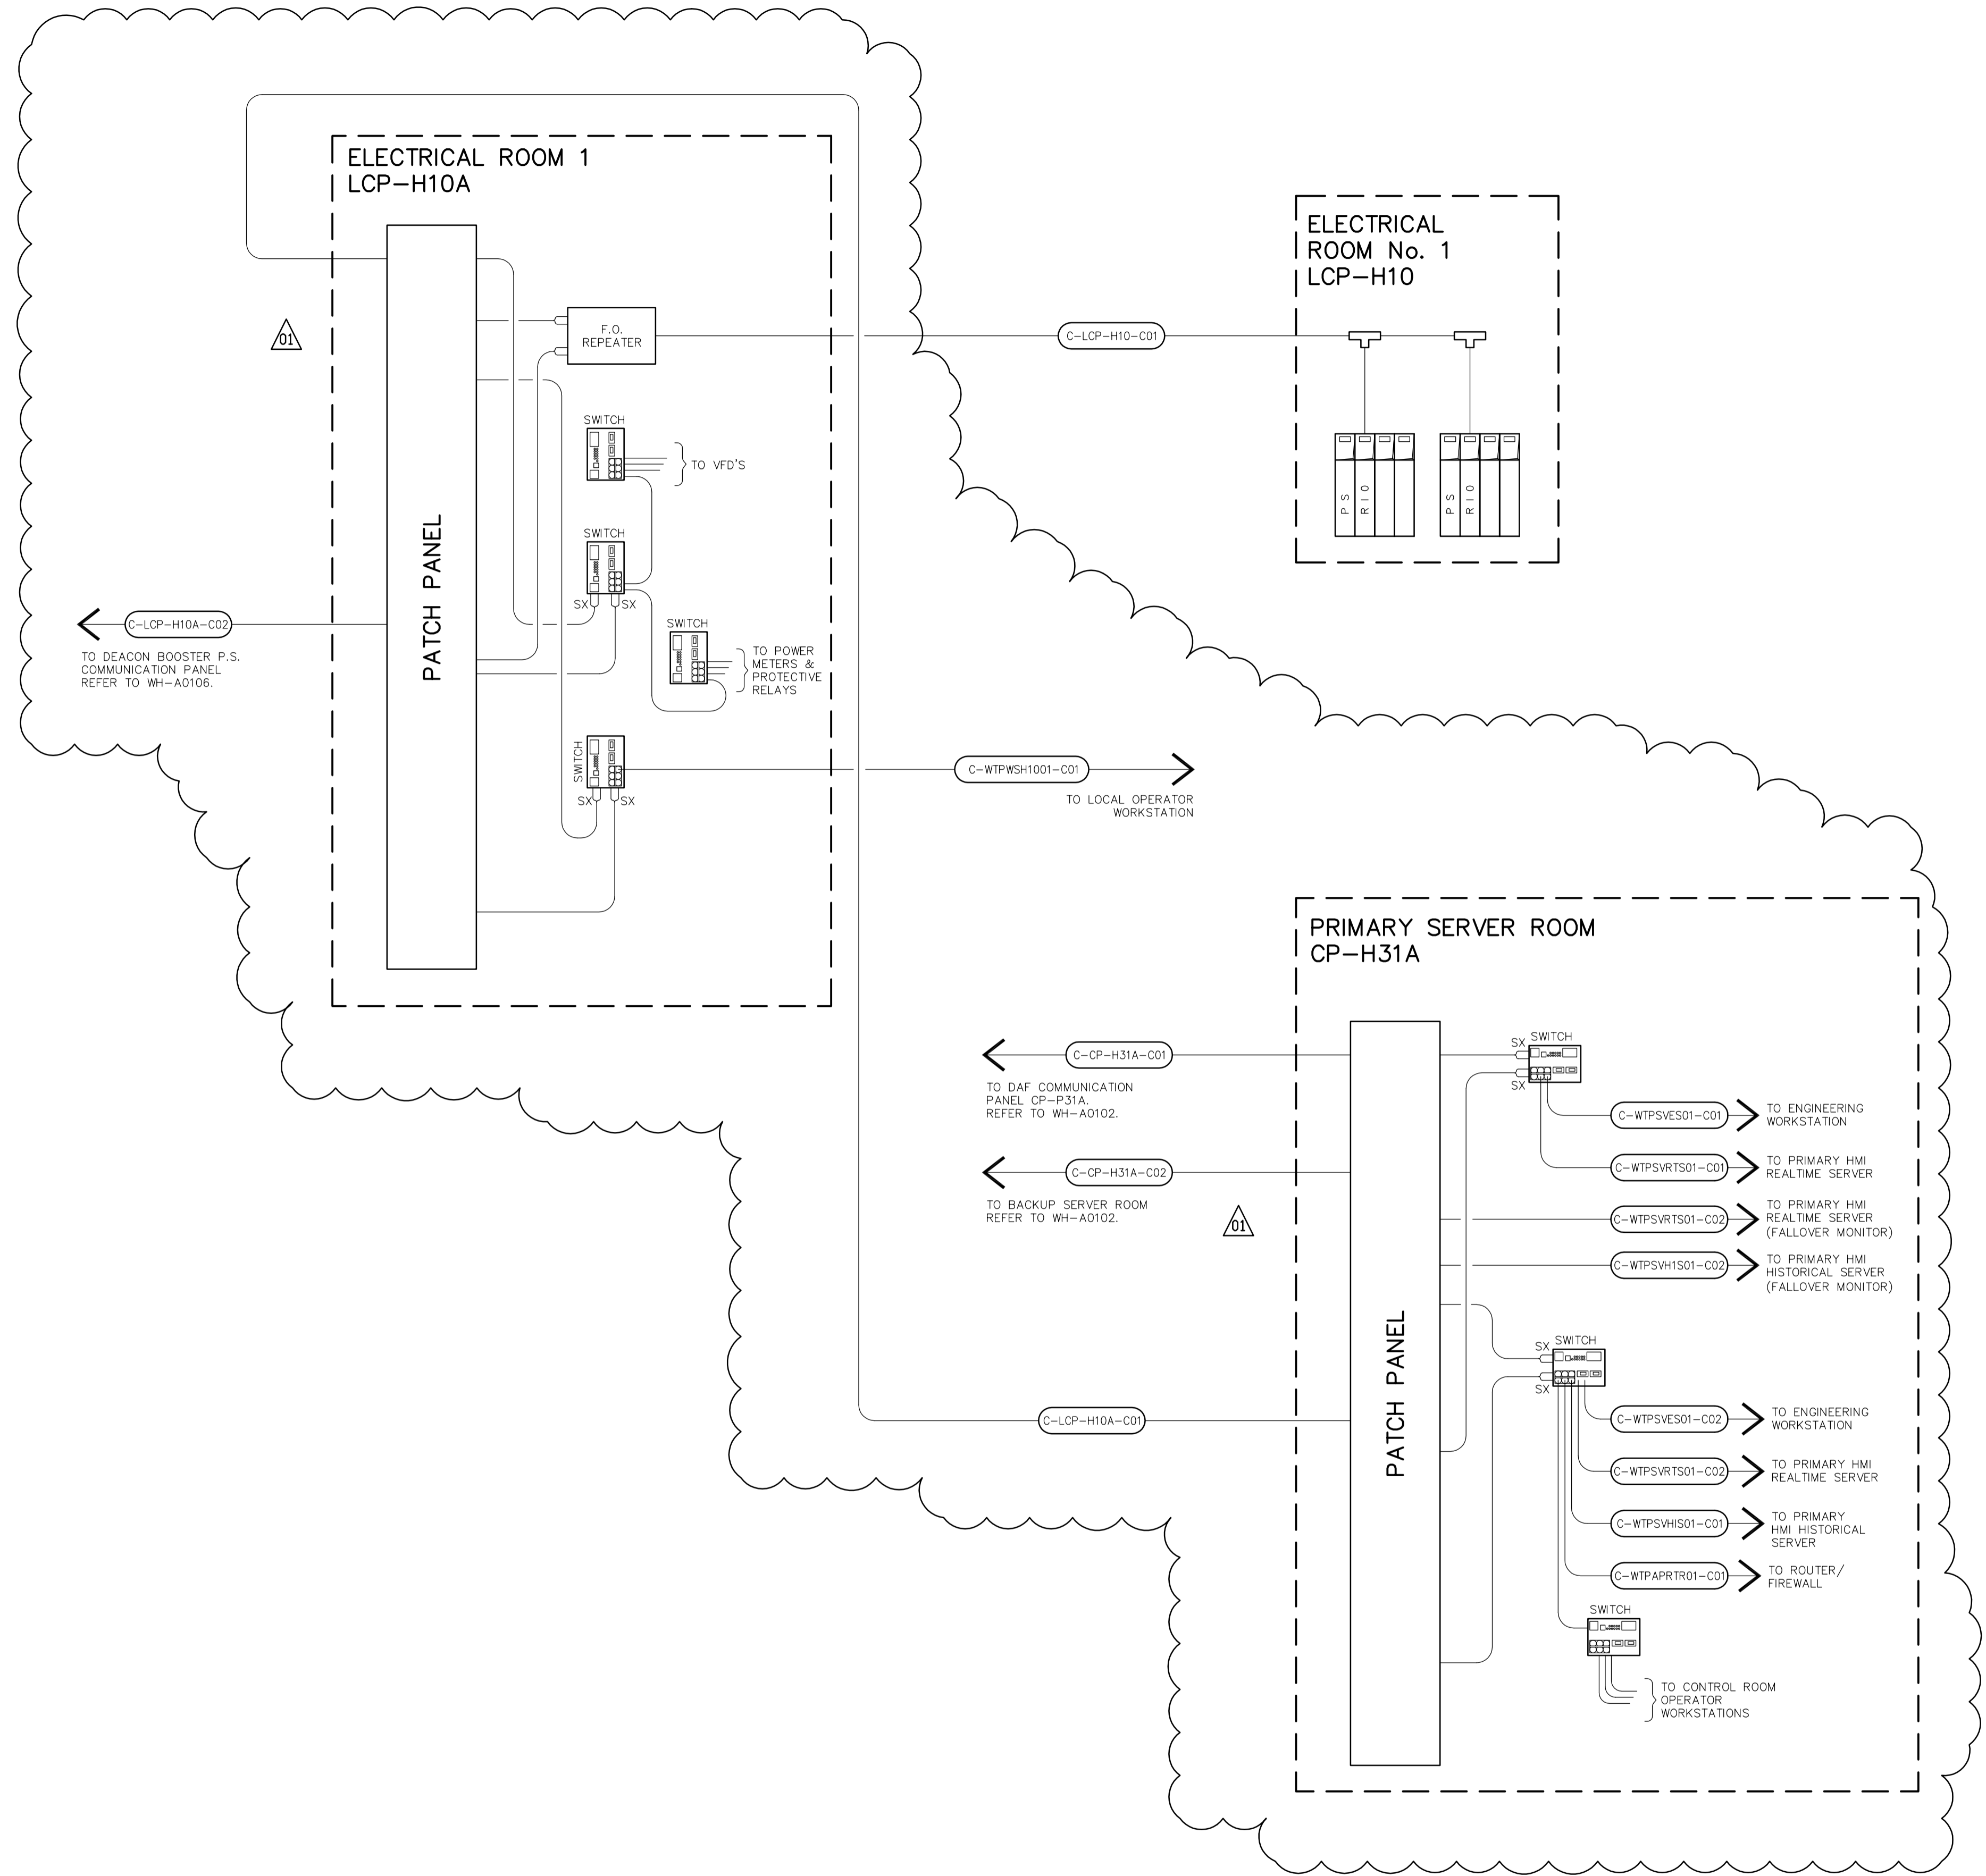 ELECTRICAL ROOM 1
LCP-H10A
PATCH PANEL
01
F.O.
REPEATER
SWITCH
TO VFD'S
SWITCH
SX
SX
SWITCH
TO POWER
METERS &
PROTECTIVE
RELAYS
SWITCH
SX
SX
C-LCP-H10A-C02
TO DEACON BOOSTER P.S.
COMMUNICATION PANEL
REFER TO WH-A0106.
C-LCP-H10-C01
ELECTRICAL
ROOM No. 1
LCP-H10
PS
RIO
PS
RIO
C-WTPWSH1001-C01
TO LOCAL OPERATOR
WORKSTATION
PRIMARY SERVER ROOM
CP-H31A
PATCH PANEL
C-CP-H31A-C01
TO DAF COMMUNICATION
PANEL CP-P31A.
REFER TO WH-A0102.
C-CP-H31A-C02
TO BACKUP SERVER ROOM
REFER TO WH-A0102.
01
C-LCP-H10A-C01
SWITCH
SX
SX
C-WTPSVES01-C01
TO ENGINEERING
WORKSTATION
C-WTPSVRTS01-C01
TO PRIMARY HMI
REALTIME SERVER
C-WTPSVRTS01-C02
TO PRIMARY HMI
REALTIME SERVER
(FALLOVER MONITOR)
C-WTPSVH1S01-C02
TO PRIMARY HMI
HISTORICAL SERVER
(FALLOVER MONITOR)
SWITCH
SX
SX
C-WTPSVES01-C02
TO ENGINEERING
WORKSTATION
C-WTPSVRTS01-C02
TO PRIMARY HMI
REALTIME SERVER
C-WTPSVHIS01-C01
TO PRIMARY
HMI HISTORICAL
SERVER
C-WTPAPRTR01-C01
TO ROUTER/
FIREWALL
SWITCH
TO CONTROL ROOM
OPERATOR
WORKSTATIONS